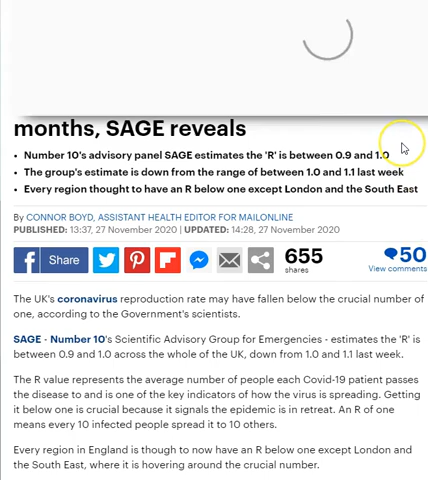 months, SAGE reveals
• Number 10's advisory panel SAGE estimates the 'R' is between 0.9 and 1.0
• The group's estimate is down from the range of between 1.0 and 1.1 last week
• Every region thought to have an R below one except London and the South East
By CONNOR BOYD, ASSISTANT HEALTH EDITOR FOR MAILONLINE
PUBLISHED: 13:37, 27 November 2020 | UPDATED: 14:28, 27 November 2020
Share
655
shares
50
View comments
The UK's coronavirus reproduction rate may have fallen below the crucial number of
one, according to the Government's scientists.
SAGE - Number 10's Scientific Advisory Group for Emergencies - estimates the 'R' is
between 0.9 and 1.0 across the whole of the UK, down from 1.0 and 1.1 last week.
The R value represents the average number of people each Covid-19 patient passes
the disease to and is one of the key indicators of how the virus is spreading. Getting
it below one is crucial because it signals the epidemic is in retreat. An R of one
means every 10 infected people spread it to 10 others.
Every region in England is though to now have an R below one except London and
the South East, where it is hovering around the crucial number.